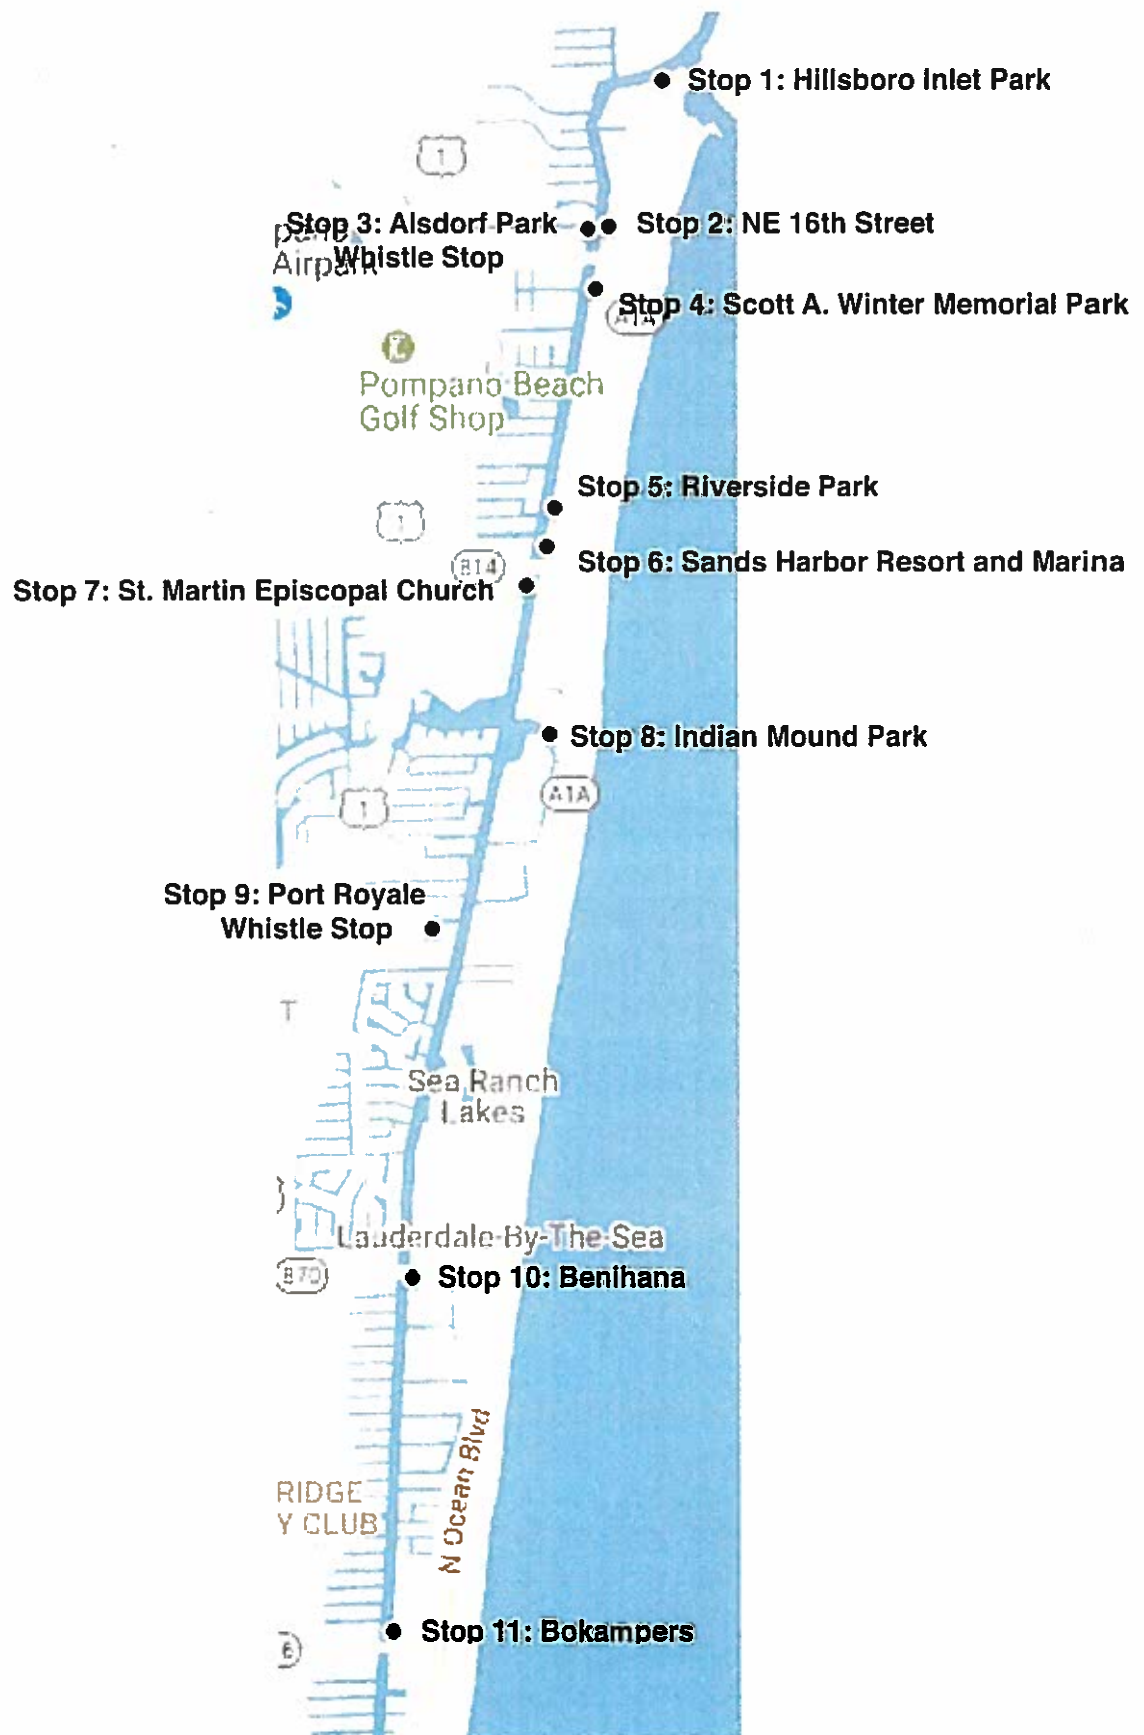 Stop 1: Hillsboro Inlet Park
1
Stop 3: Alsdorf Park
Whistle Stop
Stop 2: NE 16th Street
Airpark
Stop 4: Scott A. Winter Memorial Park
A1A
Pompano Beach
Golf Shop
Stop 5: Riverside Park
1
Stop 6: Sands Harbor Resort and Marina
814
Stop 7: St. Martin Episcopal Church
Stop 8: Indian Mound Park
A1A
1
Stop 9: Port Royale
Whistle Stop
T
Sea Ranch
Lakes
Lauderdale-By-The-Sea
870
Stop 10: Benihana
N Ocean Blvd
RIDGE
Y CLUB
Stop 11: Bokampers
6